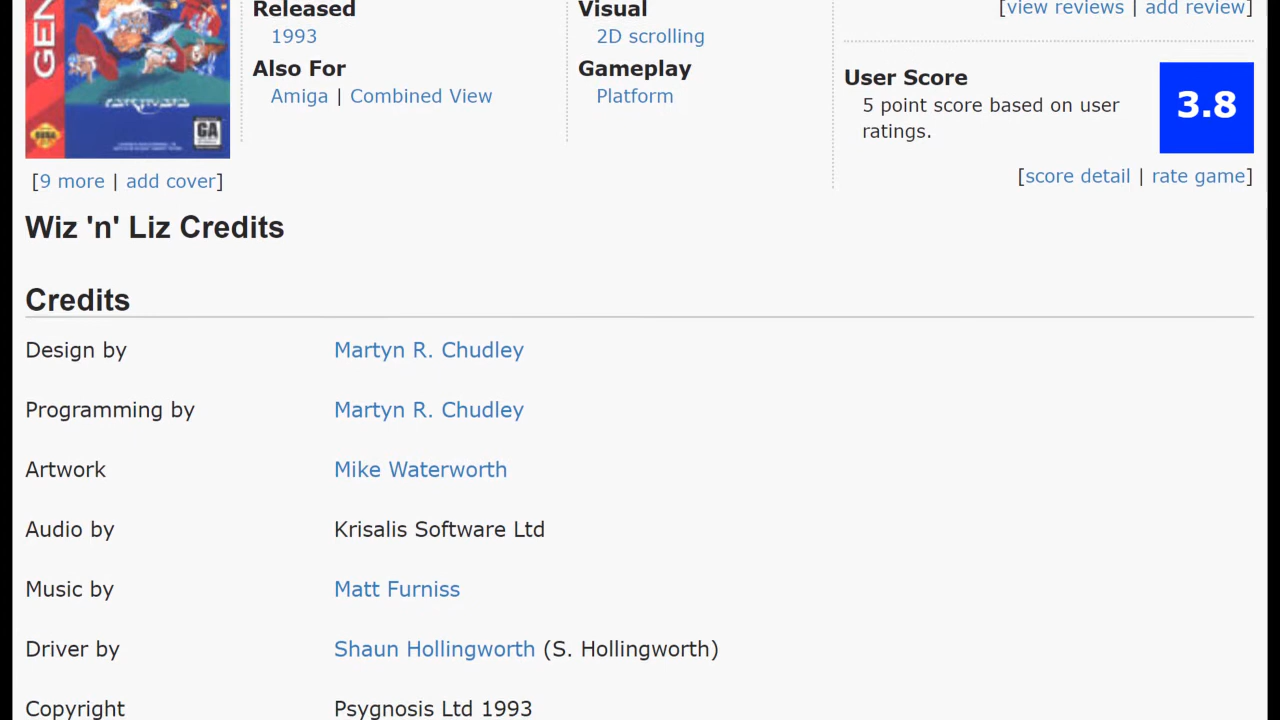 GEN
SEGA
GA
Released
1993
Also For
Amiga | Combined View
[9 more | add cover]
Visual
2D scrolling
Gameplay
Platform
[view reviews | add review]
User Score
5 point score based on user
ratings.
3.8
[score detail | rate game]
Wiz 'n' Liz Credits
Credits
Design by Martyn R. Chudley
Programming by Martyn R. Chudley
Artwork Mike Waterworth
Audio by Krisalis Software Ltd
Music by Matt Furniss
Driver by Shaun Hollingworth (S. Hollingworth)
Copyright Psygnosis Ltd 1993